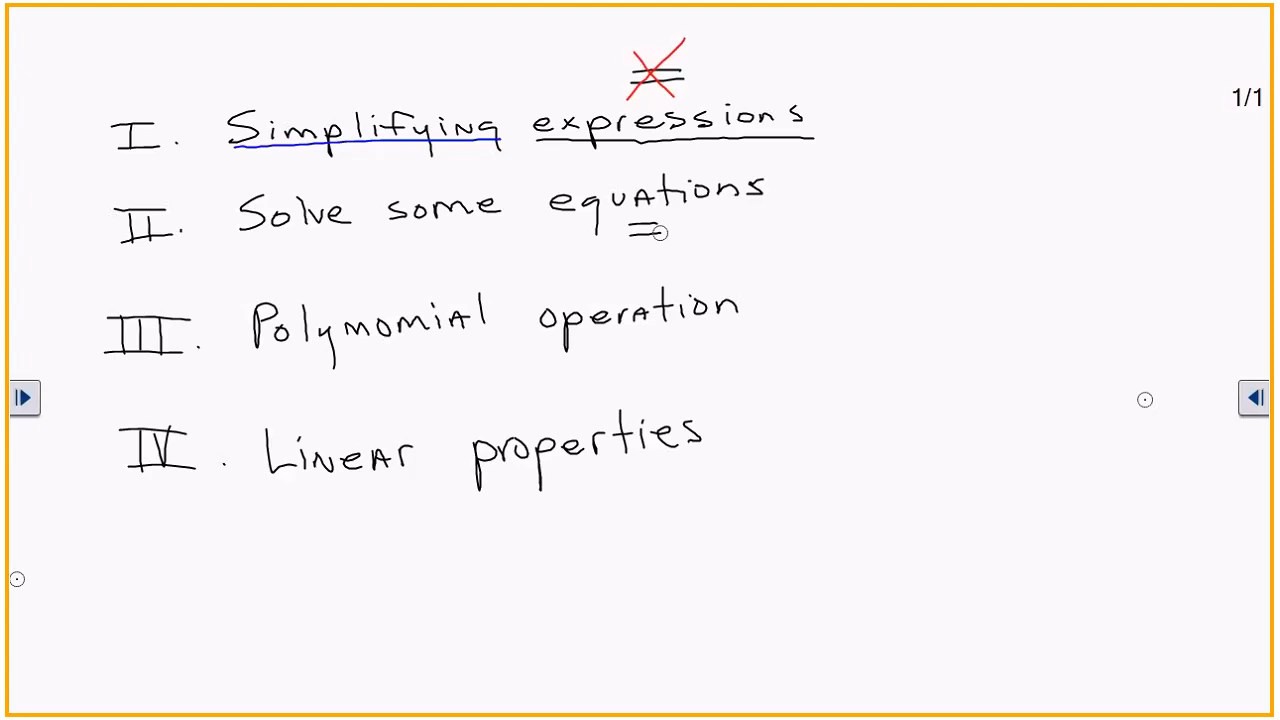 =
1/1
I. Simplifying expressions
II. Solve some equations
=
III. Polymomial operation
IV. Linear properties